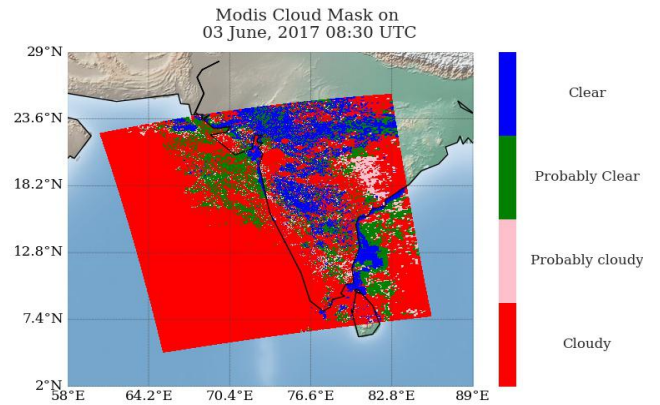 Modis Cloud Mask on
03 June, 2017 08:30 UTC
29°N
23.6°N
18.2°N
12.8°N
7.4°N
2°N
58°E 64.2°E 70.4°E 76.6°E 82.8°E 89°E
Clear
Probably Clear
Probably cloudy
Cloudy